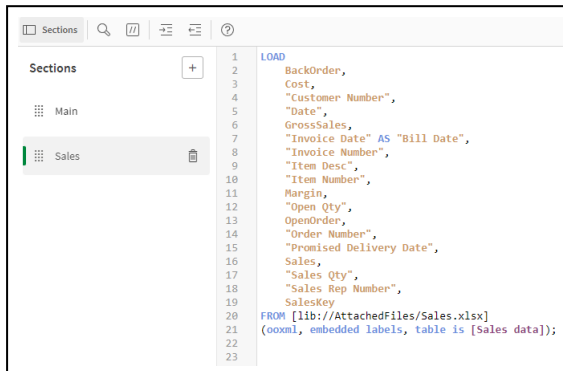 Sections
Sections
+
Main
Sales
1 LOAD
2 BackOrder,
3 Cost,
4 "Customer Number",
5 "Date",
6 GrossSales,
7 "Invoice Date" AS "Bill Date",
8 "Invoice Number",
9 "Item Desc",
10 "Item Number",
11 Margin,
12 "Open Qty",
13 OpenOrder,
14 "Order Number",
15 "Promised Delivery Date",
16 Sales,
17 "Sales Qty",
18 "Sales Rep Number",
19 SalesKey
20 FROM [lib://AttachedFiles/Sales.xlsx]
21 (ooxml, embedded labels, table is [Sales data]);
22
23